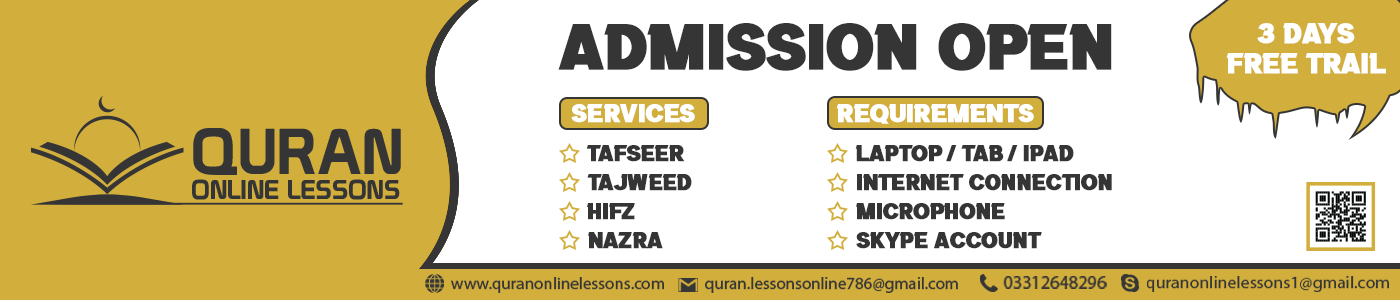 QURAN
ONLINE LESSONS
ADMISSION OPEN
SERVICES
TAFSEER
TAJWEED
HIFZ
NAZRA
REQUIREMENTS
LAPTOP / TAB / IPAD
INTERNET CONNECTION
MICROPHONE
SKYPE ACCOUNT
3 DAYS
FREE TRAIL
www.quranonlinelessons.com quran.lessonsonline786@gmail.com 03312648296 quranonlinelessons1@gmail.com